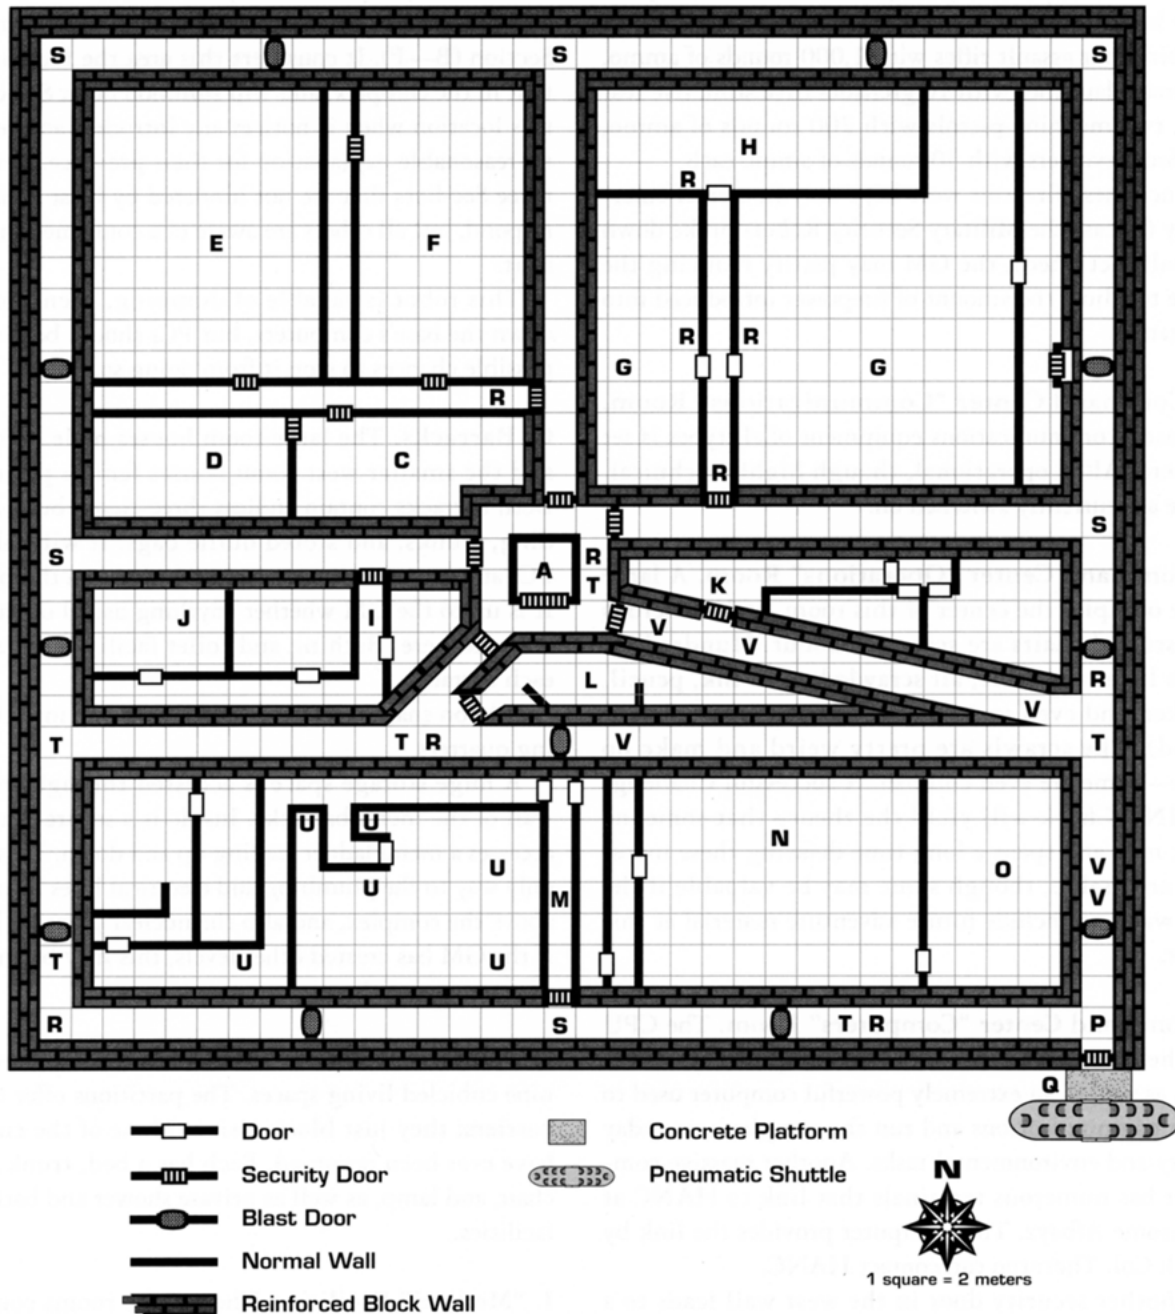 S S S
H
R
E F
R R
G G
R
D C R
S
S A R
T K
J I V
V
L R
V
T T R V T
U U
N
U O V
U M V
T U U
R S T R P
Q
Door Concrete Platform
Security Door Pneumatic Shuttle
N
Blast Door
Normal Wall
1 square = 2 meters
Reinforced Block Wall